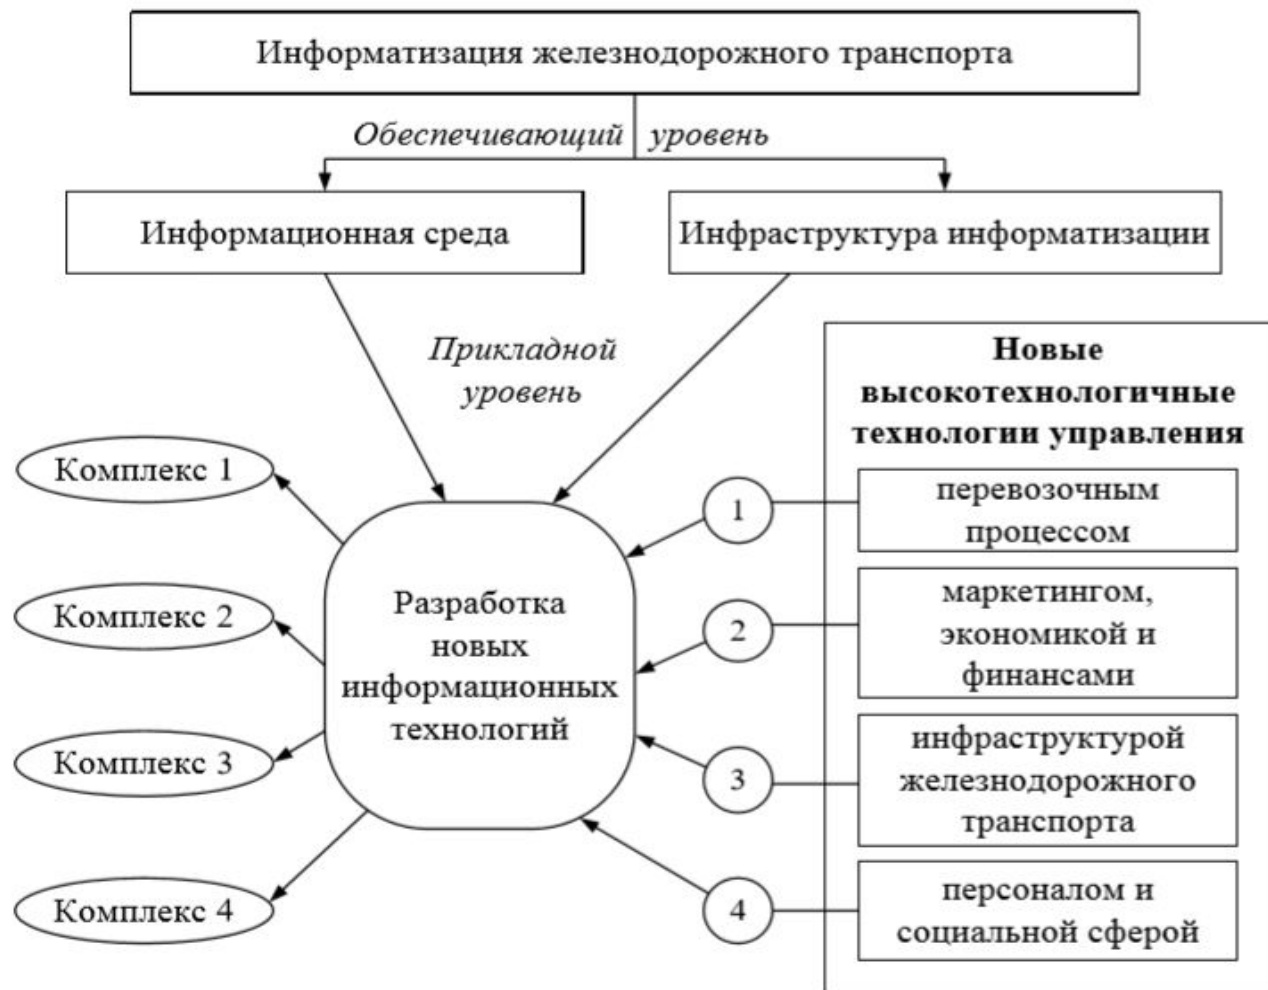 Информатизация железнодорожного транспорта
Обеспечивающий уровень
Информационная среда
Инфраструктура информатизации
Прикладной
уровень
Новые
высокотехнологичные
технологии управления
Комплекс 1
Комплекс 2
Комплекс 3
Комплекс 4
Разработка
новых
информационных
технологий
1
перевозочным
процессом
2
маркетингом,
экономикой и
финансами
3
инфраструктурой
железнодорожного
транспорта
4
персоналом и
социальной сферой